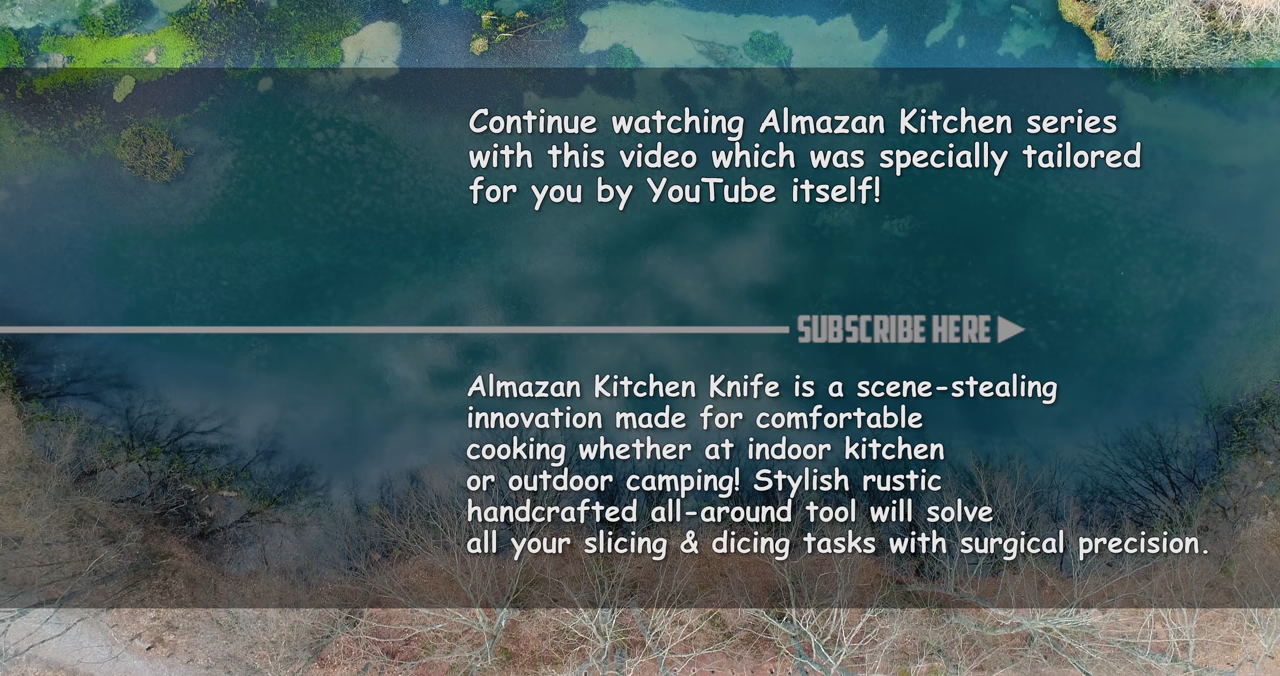 Continue watching Almazan Kitchen series
with this video which was specially tailored
for you by YouTube itself!
SUBSCRIBE HERE
Almazan Kitchen Knife is a scene-stealing
innovation made for comfortable
cooking whether at indoor kitchen
or outdoor camping! Stylish rustic
handcrafted all-around tool will solve
all your slicing & dicing tasks with surgical precision.